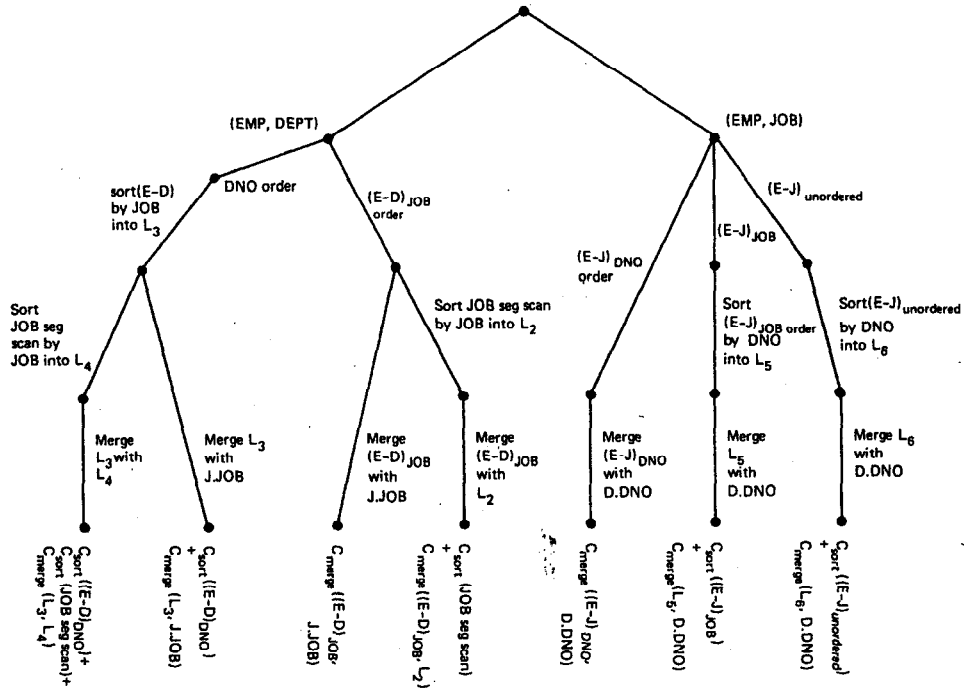 (EMP, DEPT)
(EMP, JOB)
sort(E-D)
by JOB
into L3
DNO order
(E-D)JOB
order
(E-J)DNO
order
(E-J)JOB
(E-J)unordered
Sort
JOB seg
scan by
JOB into L4
Sort JOB seg scan
by JOB into L2
Sort
(E-J)JOB order
by DNO
into L5
Sort(E-J)unordered
by DNO
into L6
Merge
L3 with
L4
Merge L3
with
J.JOB
Merge
(E-D)JOB
with
J.JOB
Merge
(E-D)JOB
with
L2
Merge
(E-J)DNO
with
D.DNO
Merge
L5
with
D.DNO
Merge L6
with
D.DNO
Csort ((E-D)DNO)+
Csort (JOB seg scan)+
Cmerge (L3, L4)
Csort ((E-D)DNO)
+
Cmerge (L3, J.JOB)
Cmerge ((E-D)JOB,
J.JOB)
Csort (JOB seg scan)
+
Cmerge ((E-D)JOB, L2)
Cmerge ((E-J)DNO,
D.DNO)
Csort ((E-J)JOB)
+
Cmerge(L5, D.DNO)
Csort ((E-J)unordered)
+
Cmerge(L6, D.DNO)